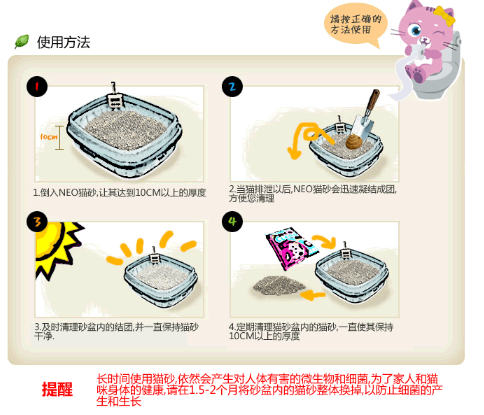 请按正确的
方法使用
使用方法
1
2
10cm
1.倒入NEO猫砂,让其达到10CM以上的厚度
2.当猫排泄以后,NEO猫砂会迅速凝结成团,
方便您清理
3
4
3.及时清理砂盆内的结团,并一直保持猫砂
干净.
4.定期清理猫砂盆内的猫砂,一直使其保持
10CM以上的厚度
提醒
长时间使用猫砂,依然会产生对人体有害的微生物和细菌,为了家人和猫
咪身体的健康,请在1.5-2个月将砂盆内的猫砂整体换掉,以防止细菌的产
生和生长